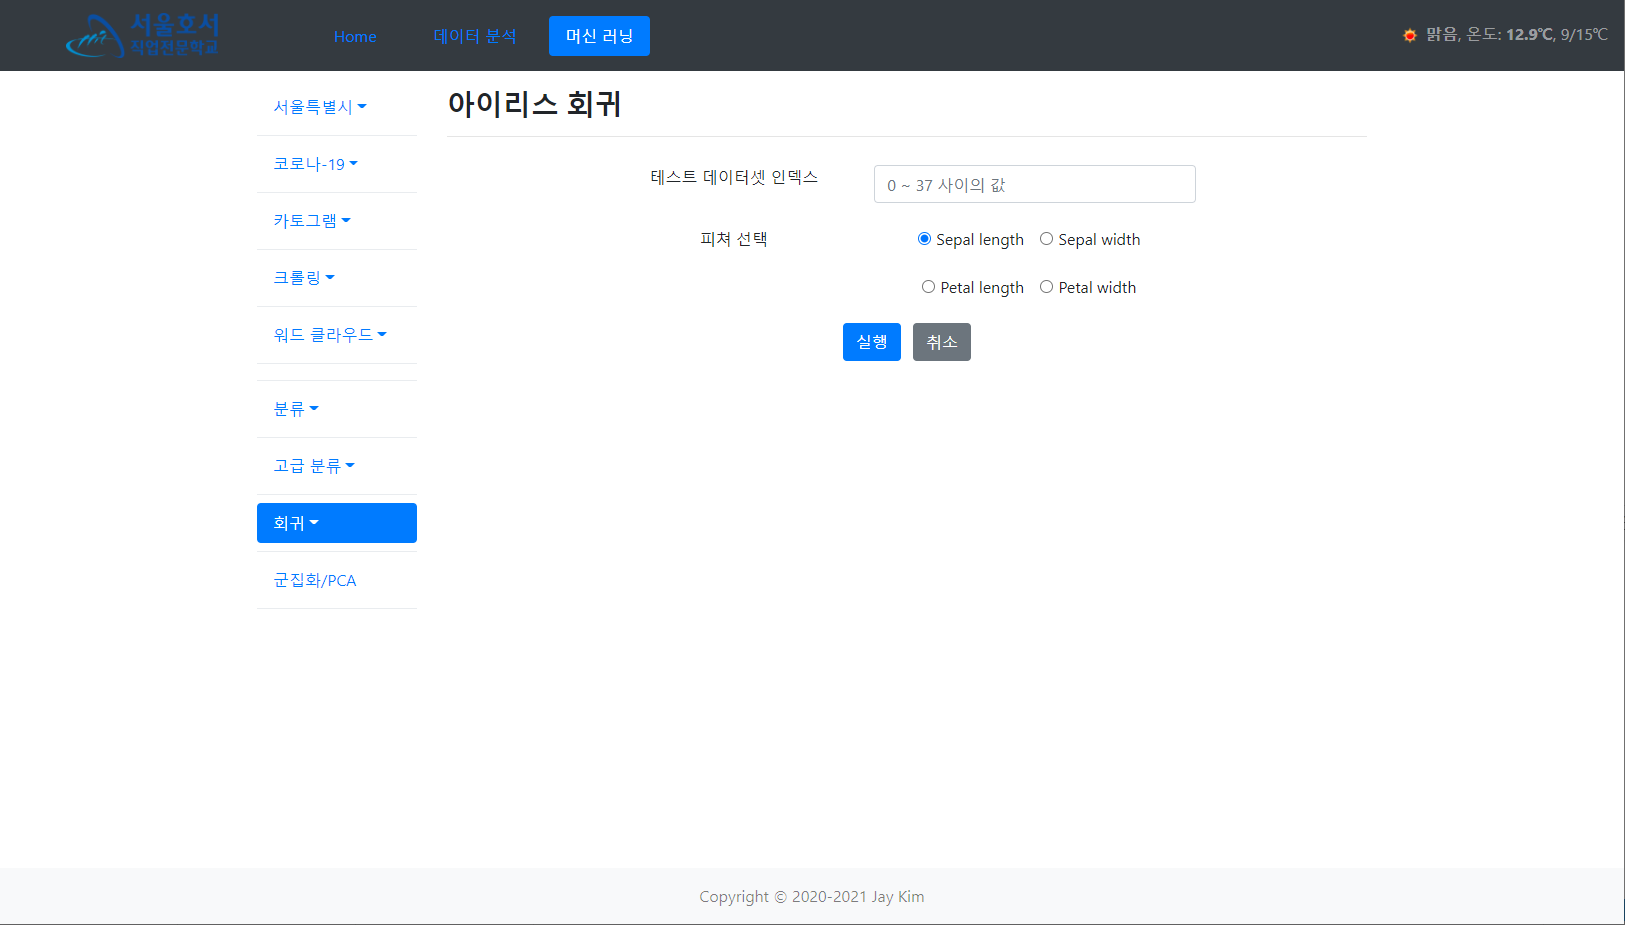 서울호서
직업전문학교
Home 데이터 분석 머신 러닝 맑음, 온도: 12.9℃, 9/15℃
서울특별시
코로나-19
카토그램
크롤링
워드 클라우드
분류
고급 분류
회귀
군집화/PCA
아이리스 회귀
테스트 데이터셋 인덱스 0 ~ 37 사이의 값
피쳐 선택 Sepal length Sepal width
Petal length Petal width
실행 취소
Copyright © 2020-2021 Jay Kim